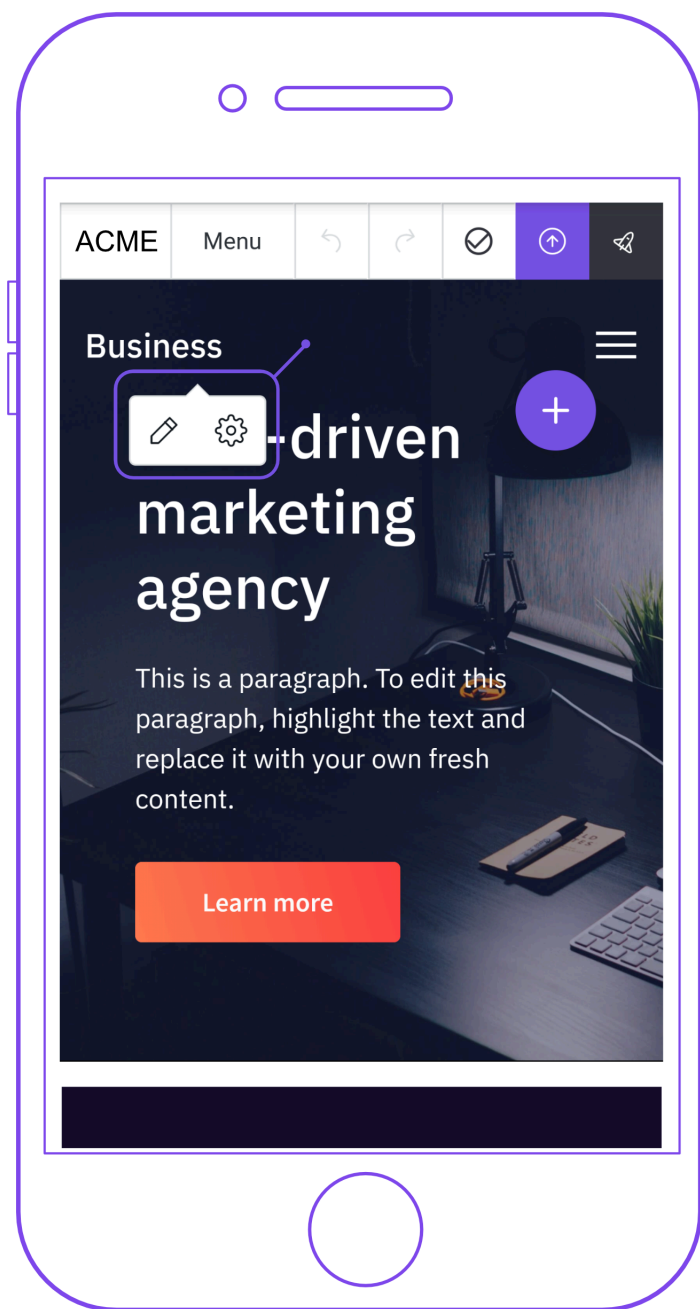 ACME Menu
Business
-driven
marketing
agency
This is a paragraph. To edit this
paragraph, highlight the text and
replace it with your own fresh
content.
Learn more